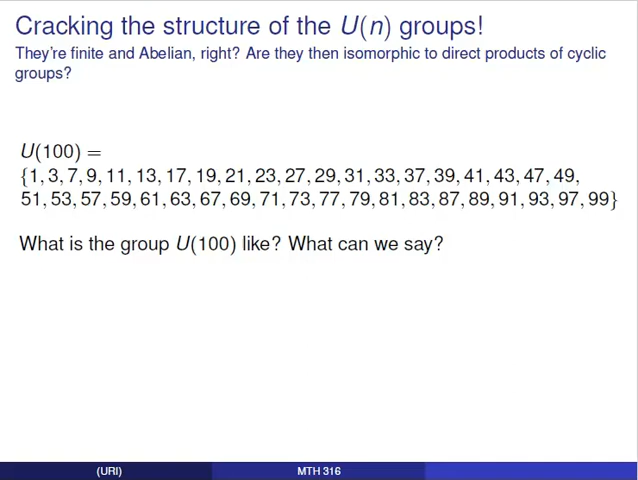 Cracking the structure of the U(n) groups!
They're finite and Abelian, right? Are they then isomorphic to direct products of cyclic
groups?
U(100) =
{1, 3, 7, 9, 11, 13, 17, 19, 21, 23, 27, 29, 31, 33, 37, 39, 41, 43, 47, 49,
51, 53, 57, 59, 61, 63, 67, 69, 71, 73, 77, 79, 81, 83, 87, 89, 91, 93, 97, 99}
What is the group U(100) like? What can we say?
(URI) MTH 316